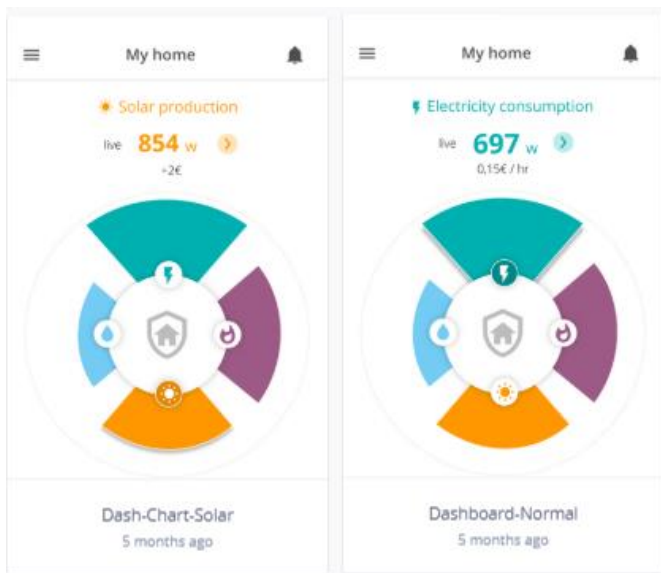 My home
Solar production
live 854 w
+2€
Dash-Chart-Solar
5 months ago
My home
Electricity consumption
live 697 w
0,15€ / hr
Dashboard-Normal
5 months ago